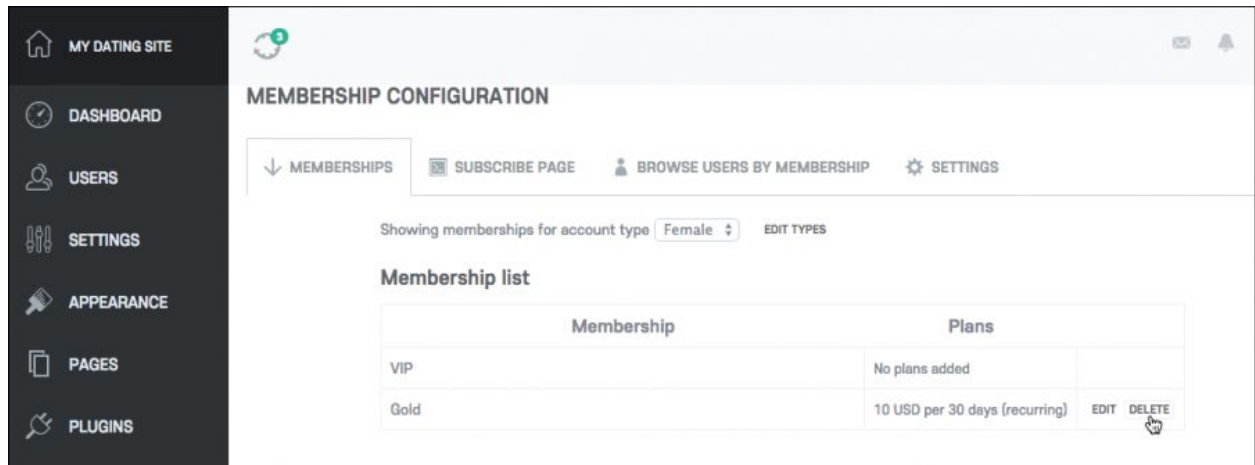 MY DATING SITE
3
DASHBOARD
USERS
SETTINGS
APPEARANCE
PAGES
PLUGINS
MEMBERSHIP CONFIGURATION
MEMBERSHIPS SUBSCRIBE PAGE BROWSE USERS BY MEMBERSHIP SETTINGS
Showing memberships for account type Female EDIT TYPES
Membership list
Membership Plans
VIP No plans added
Gold 10 USD per 30 days (recurring) EDIT DELETE